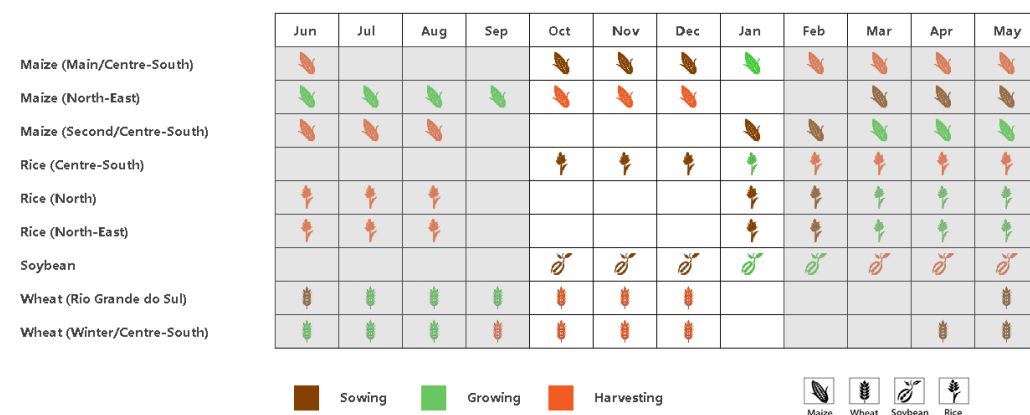 Jun Jul Aug Sep Oct Nov Dec Jan Feb Mar Apr May
Maize (Main/Centre-South)
Maize (North-East)
Maize (Second/Centre-South)
Rice (Centre-South)
Rice (North)
Rice (North-East)
Soybean
Wheat (Rio Grande do Sul)
Wheat (Winter/Centre-South)
Sowing Growing Harvesting
Maize Wheat Soybean Rice